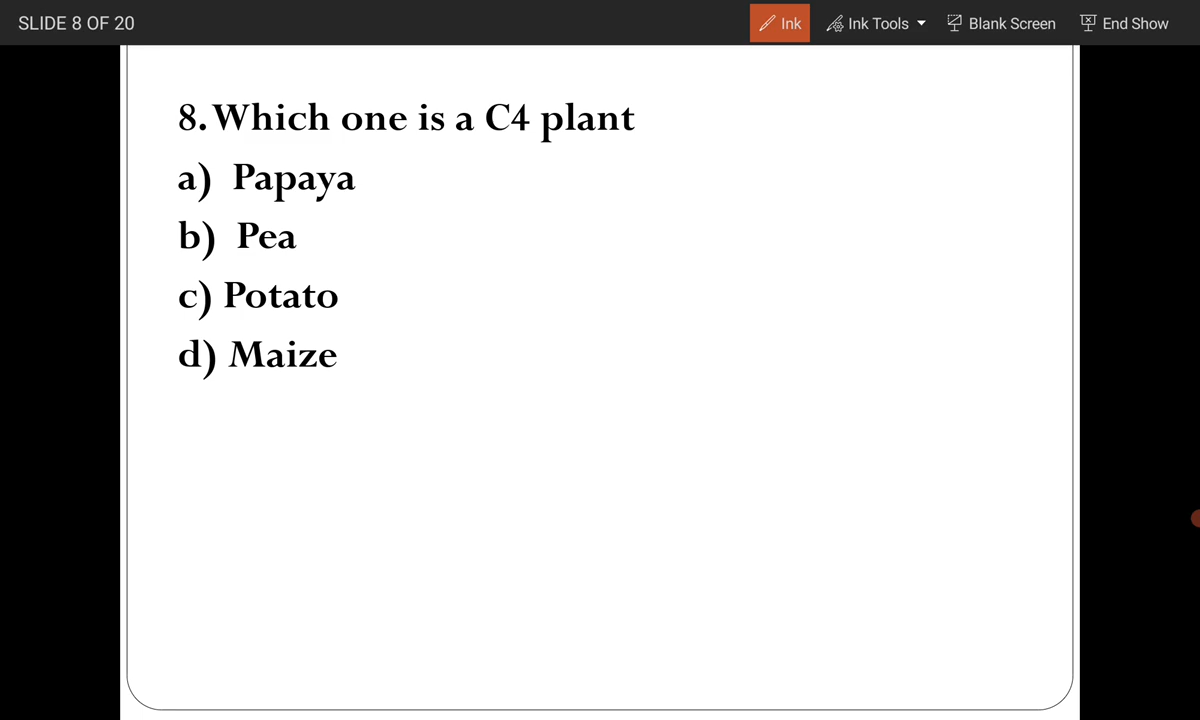 SLIDE 8 OF 20 Ink Ink Tools Blank Screen End Show
8. Which one is a C4 plant
a) Papaya
b) Pea
c) Potato
d) Maize